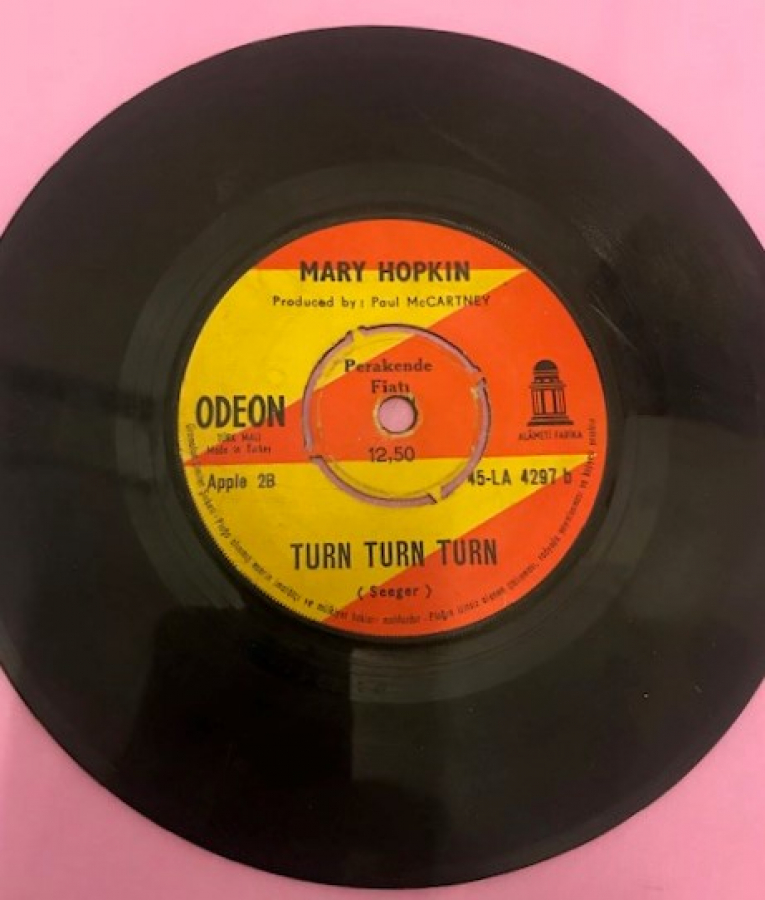 MARY HOPKIN
Produced by: Paul McCARTNEY
Perakende
Fiatı
ODEON
TÜRK MALI
Made in Turkey
ALÂMETİ FARİKA
12,50
Apple 2B
45-LA 4297 b
TURN TURN TURN
(Seeger)